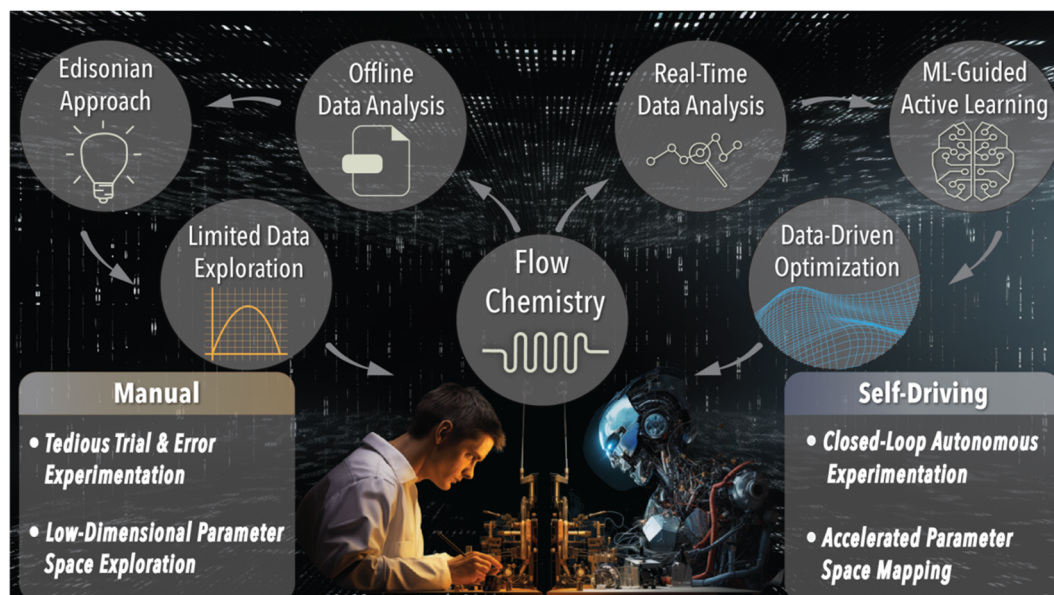 Edisonian
Approach
Offline
Data Analysis
Real-Time
Data Analysis
ML-Guided
Active Learning
Limited Data
Exploration
Flow
Chemistry
Data-Driven
Optimization
Manual
• Tedious Trial & Error
Experimentation
• Low-Dimensional Parameter
Space Exploration
Self-Driving
• Closed-Loop Autonomous
Experimentation
• Accelerated Parameter
Space Mapping